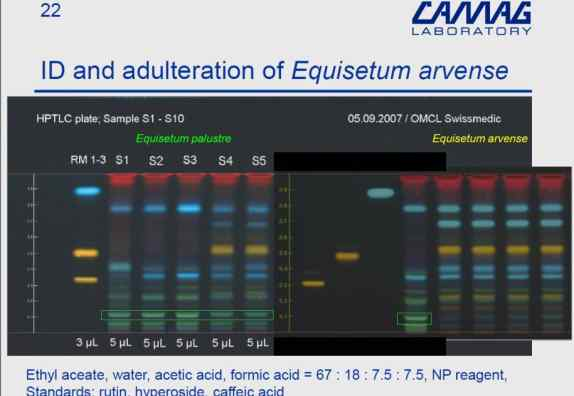 22
CAMAG
LABORATORY
ID and adulteration of Equisetum arvense
HPTLC plate; Sample S1 - S10
05.09.2007 / OMCL Swissmedic
Equisetum palustre
Equisetum arvense
RM 1-3 S1 S2 S3 S4 S5
3 µL 5 µL 5 µL 5 µL 5 µL 5 µL
Ethyl aceate, water, acetic acid, formic acid = 67 : 18 : 7.5 : 7.5, NP reagent,
Standards: rutin, hyperoside, caffeic acid